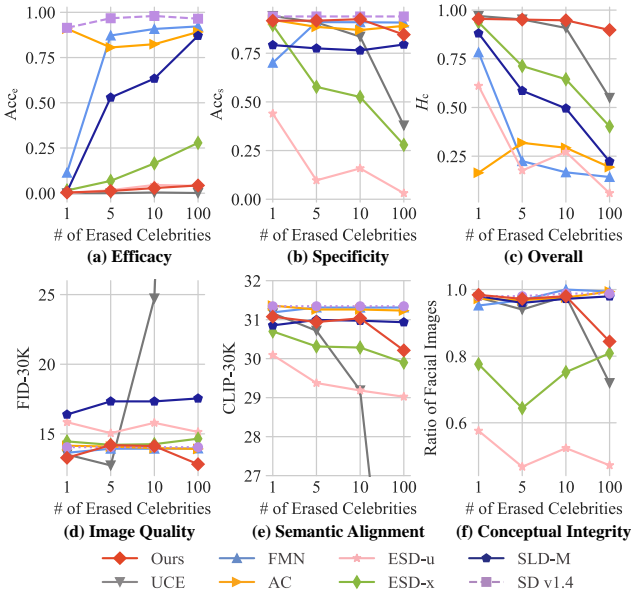 Acc_e
1.00
0.75
0.50
0.25
0.00
1 5 10 100
# of Erased Celebrities
(a) Efficacy
Acc_s
1.00
0.75
0.50
0.25
0.00
1 5 10 100
# of Erased Celebrities
(b) Specificity
H_c
1.00
0.75
0.50
0.25
1 5 10 100
# of Erased Celebrities
(c) Overall
FID-30K
25
20
15
1 5 10 100
# of Erased Celebrities
(d) Image Quality
CLIP-30K
32
31
30
29
28
27
1 5 10 100
# of Erased Celebrities
(e) Semantic Alignment
Ratio of Facial Images
1.0
0.8
0.6
1 5 10 100
# of Erased Celebrities
(f) Conceptual Integrity
Ours FMN ESD-u SLD-M
UCE AC ESD-x SD v1.4